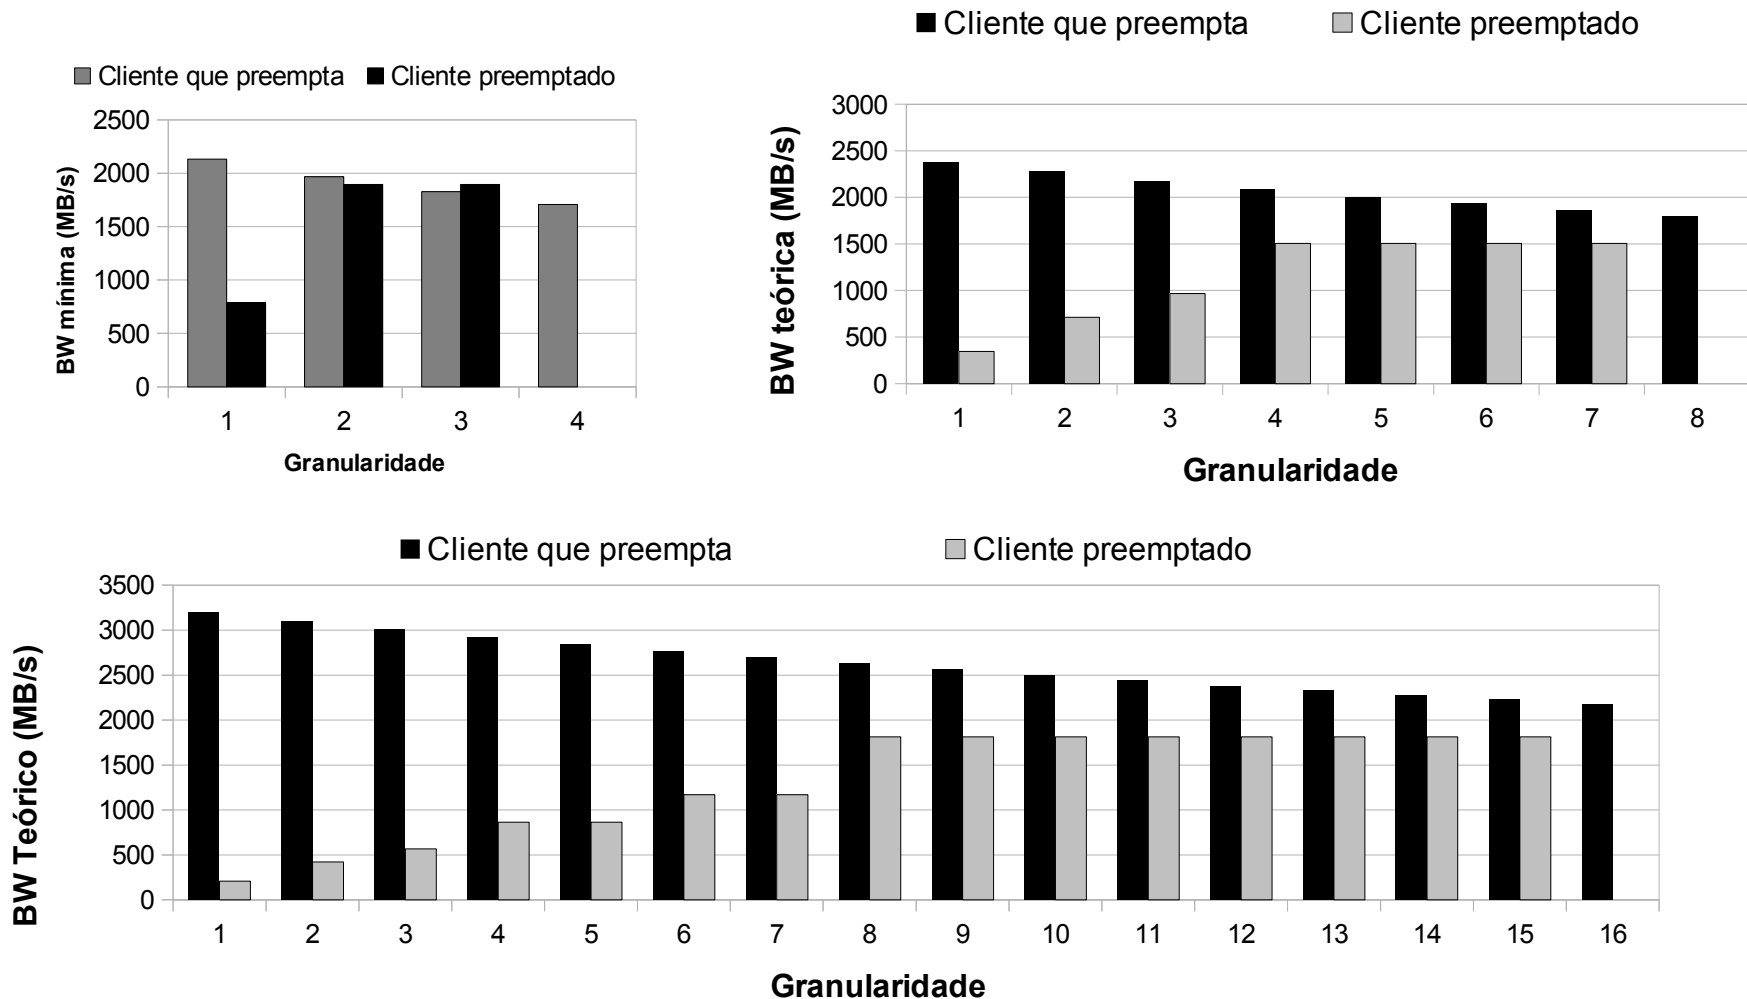 Cliente que preempta Cliente preemptado
BW mínima (MB/s)
2500
2000
1500
1000
500
0
1 2 3 4
Granularidade
Cliente que preempta Cliente preemptado
BW teórica (MB/s)
3000
2500
2000
1500
1000
500
0
1 2 3 4 5 6 7 8
Granularidade
Cliente que preempta Cliente preemptado
BW Teórico (MB/s)
3500
3000
2500
2000
1500
1000
500
0
1 2 3 4 5 6 7 8 9 10 11 12 13 14 15 16
Granularidade